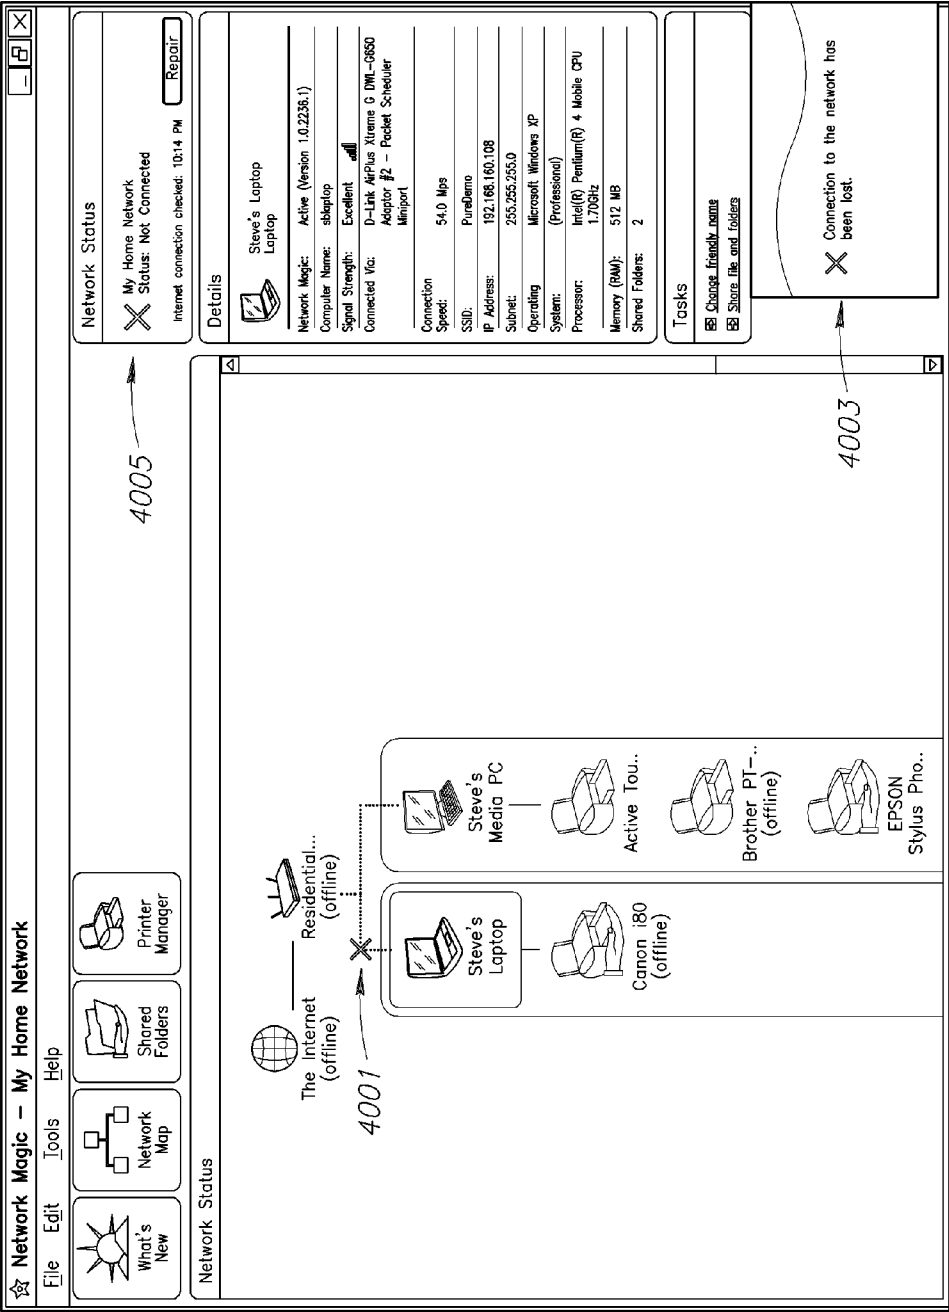 Network Magic – My Home Network
File Edit Tools Help
What's
New
Network
Map
Shared
Folders
Printer
Manager
Network Status
The Internet
(offline)
Residential...
(offline)
4001
Steve's
Laptop
Canon i80
(offline)
Steve's
Media PC
Active Tou..
Brother PT-..
(offline)
EPSON
Stylus Pho..
4005
Network Status
My Home Network
Status: Not Connected
Internet connection checked: 10:14 PM
Repair
Details
Steve's Laptop
Laptop
Network Magic: Active (Version 1.0.2236.1)
Computer Name: sblaptop
Signal Strength: Excellent
Connected Via: D-Link AirPlus Xtreme G DWL-G650
Adaptor #2 – Packet Scheduler
Miniport
Connection
Speed: 54.0 Mps
SSID: PureDemo
IP Address: 192.168.160.108
Subnet: 255.255.255.0
Operating Microsoft Windows XP
System: (Professional)
Processor: Intel(R) Pentium(R) 4 Mobile CPU
1.70GHz
Memory (RAM): 512 MB
Shared Folders: 2
Tasks
Change friendly name
Share file and folders
4003
Connection to the network has
been lost.